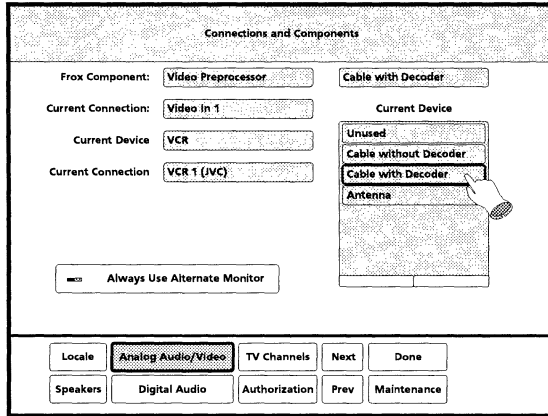 Connections and Components
Frox Component: Video Preprocessor Cable with Decoder
Current Connection: Video In 1 Current Device
Current Device VCR
Current Connection VCR 1 (JVC)
Unused
Cable without Decoder
Cable with Decoder
Antenna
Always Use Alternate Monitor
Locale Analog Audio/Video TV Channels Next Done
Speakers Digital Audio Authorization Prev Maintenance